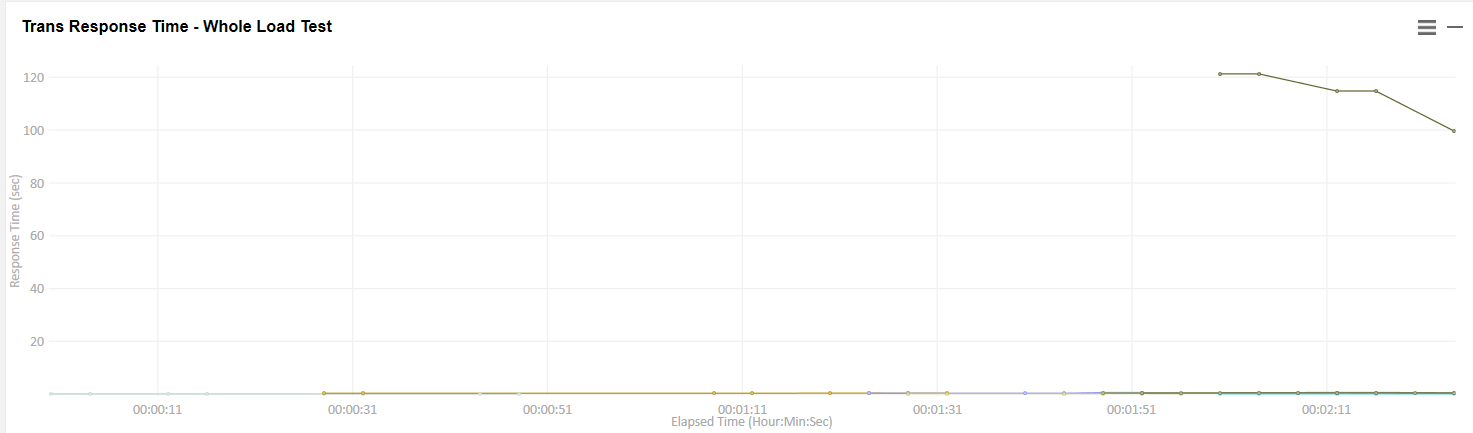 Trans Response Time - Whole Load Test
120
100
80
60
40
20
Response Time (sec)
00:00:11 00:00:31 00:00:51 00:01:11 00:01:31 00:01:51 00:02:11
Elapsed Time (Hour:Min:Sec)